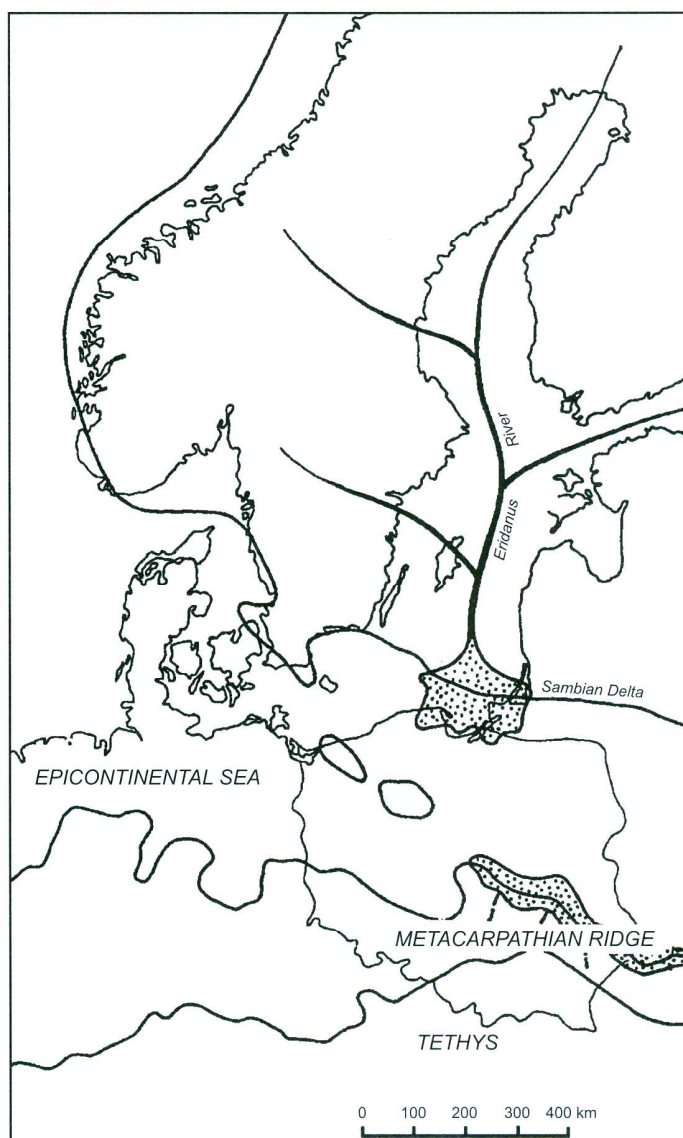 River
Eridanus
Sambian Delta
EPICONTINENTAL SEA
METACARPATHIAN RIDGE
TETHYS
0 100 200 300 400 km